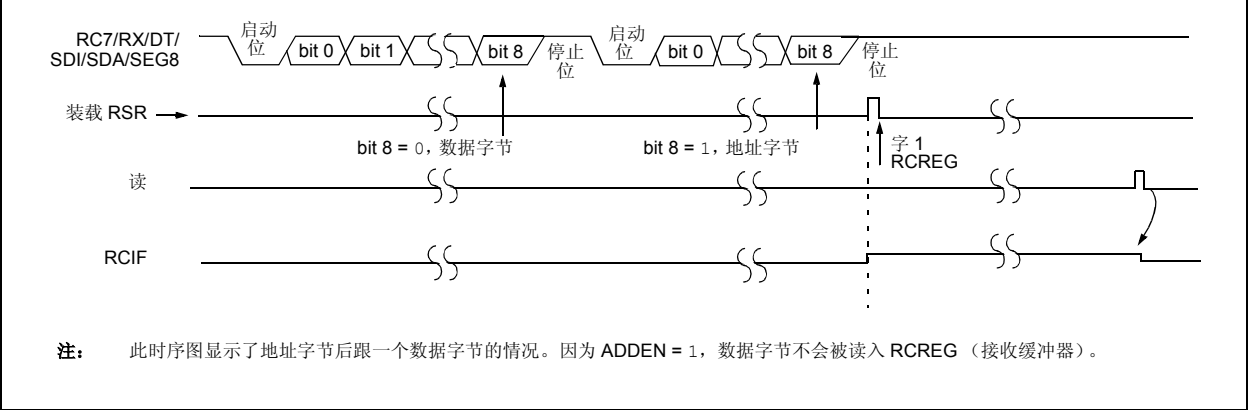 RC7/RX/DT/
SDI/SDA/SEG8
启动
位
bit 0
bit 1
bit 8
停止
位
启动
位
bit 0
bit 8
停止
位
装载 RSR
bit 8 = 0，数据字节
bit 8 = 1，地址字节
字 1
RCREG
读
RCIF
注： 此时序图显示了地址字节后跟一个数据字节的情况。因为 ADDEN = 1，数据字节不会被读入 RCREG （接收缓冲器）。